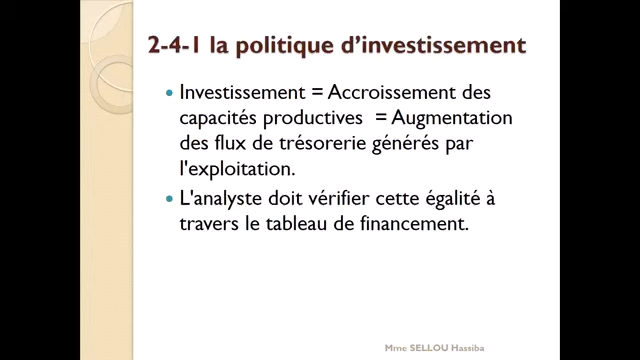 2-4-1 la politique d'investissement
• Investissement = Accroissement des
capacités productives = Augmentation
des flux de trésorerie générés par
l'exploitation.
• L'analyste doit vérifier cette égalité à
travers le tableau de financement.
Mme SELLOU Hassiba